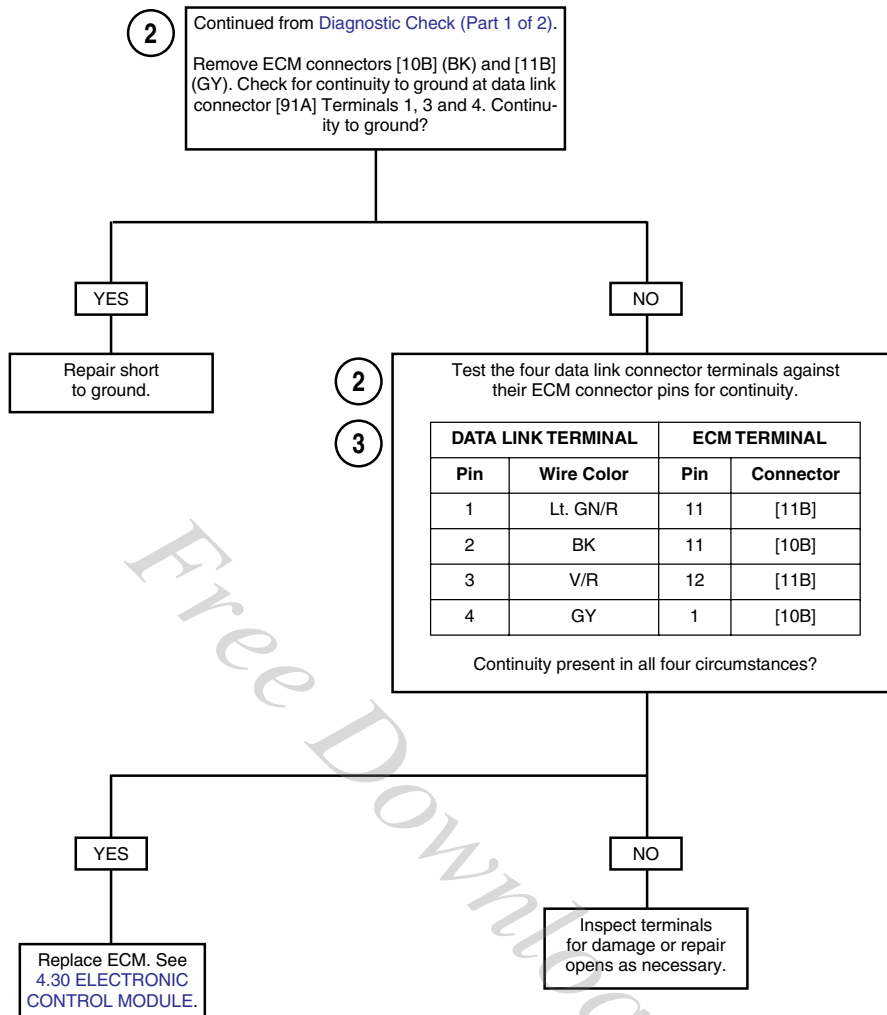 2
Continued from Diagnostic Check (Part 1 of 2).
Remove ECM connectors [10B] (BK) and [11B]
(GY). Check for continuity to ground at data link
connector [91A] Terminals 1, 3 and 4. Continu-
ity to ground?
YES
NO
Repair short
to ground.
2
3
Test the four data link connector terminals against
their ECM connector pins for continuity.
DATA LINK TERMINAL ECM TERMINAL
Pin Wire Color Pin Connector
1 Lt. GN/R 11 [11B]
2 BK 11 [10B]
3 V/R 12 [11B]
4 GY 1 [10B]
Continuity present in all four circumstances?
YES
NO
Replace ECM. See
4.30 ELECTRONIC
CONTROL MODULE.
Inspect terminals
for damage or repair
opens as necessary.
Free